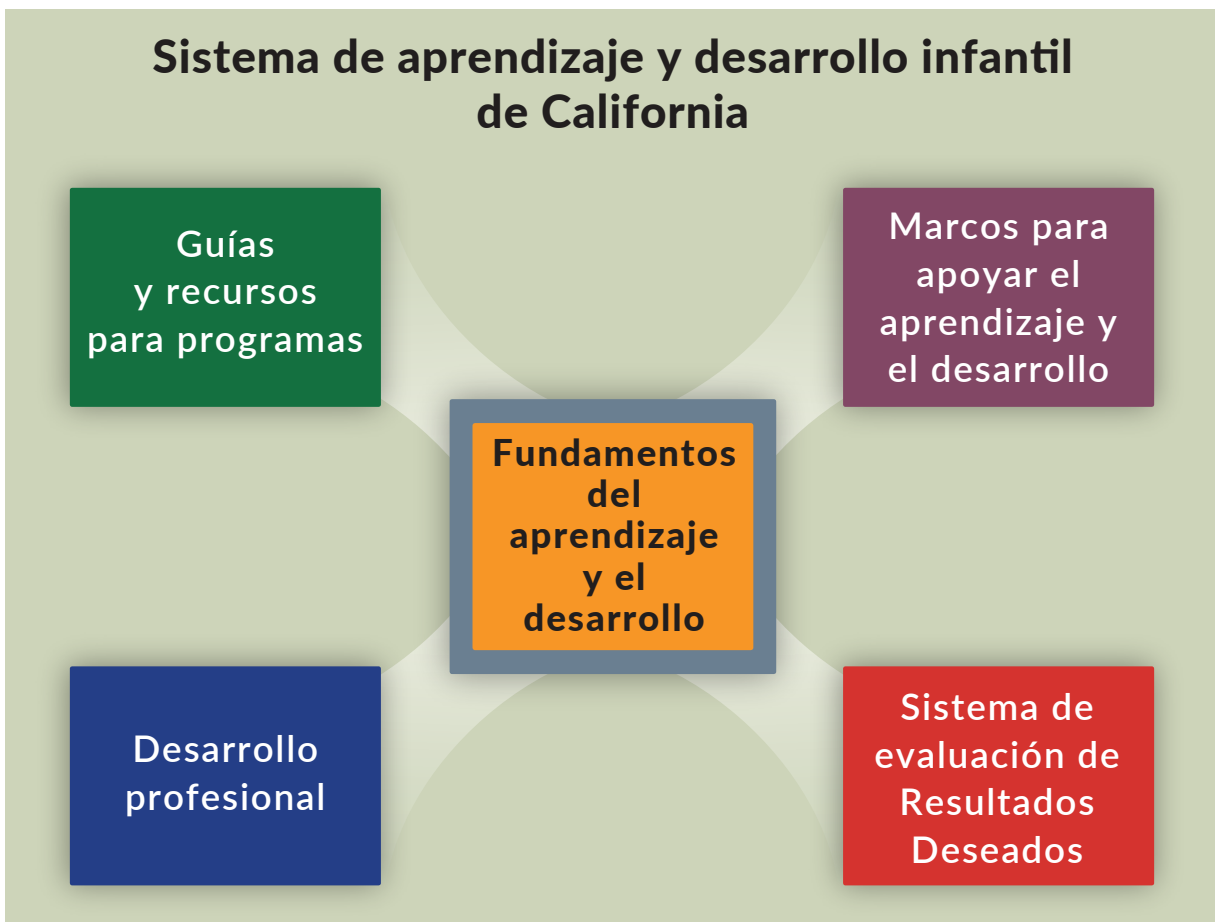 Sistema de aprendizaje y desarrollo infantil
de California
Guías
y recursos
para programas
Marcos para
apoyar el
aprendizaje y
el desarrollo
Fundamentos
del
aprendizaje
y el
desarrollo
Desarrollo
profesional
Sistema de
evaluación de
Resultados
Deseados